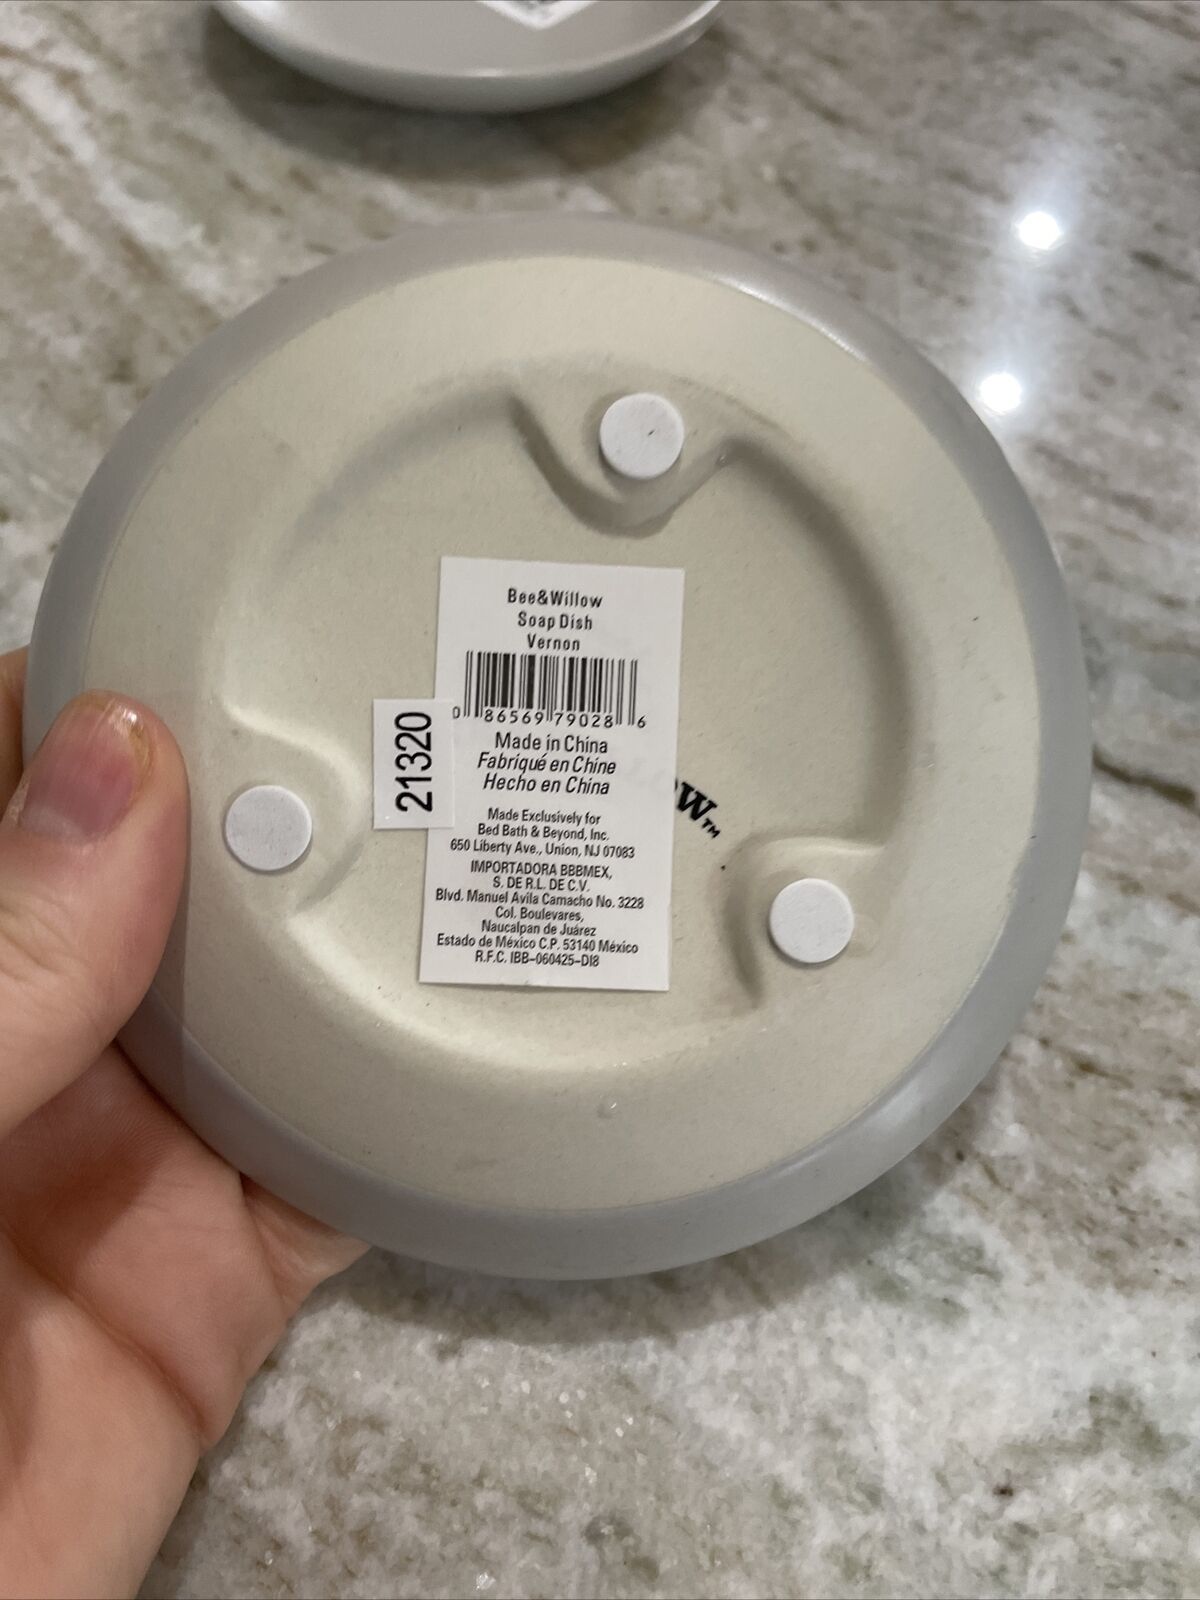 Bee&Willow
Soap Dish
Vernon
0 86569 79028 6
Made in China
Fabriqué en Chine
Hecho en China
21320
Made Exclusively for
Bed Bath & Beyond, Inc.
650 Liberty Ave., Union, NJ 07083
IMPORTADORA BBBMEX,
S. DE R.L. DE C.V.
Blvd. Manuel Avila Camacho No. 3228
Col. Boulevares,
Naucalpan de Juárez
Estado de México C.P. 53140 México
R.F.C. IBB-060425-DI8